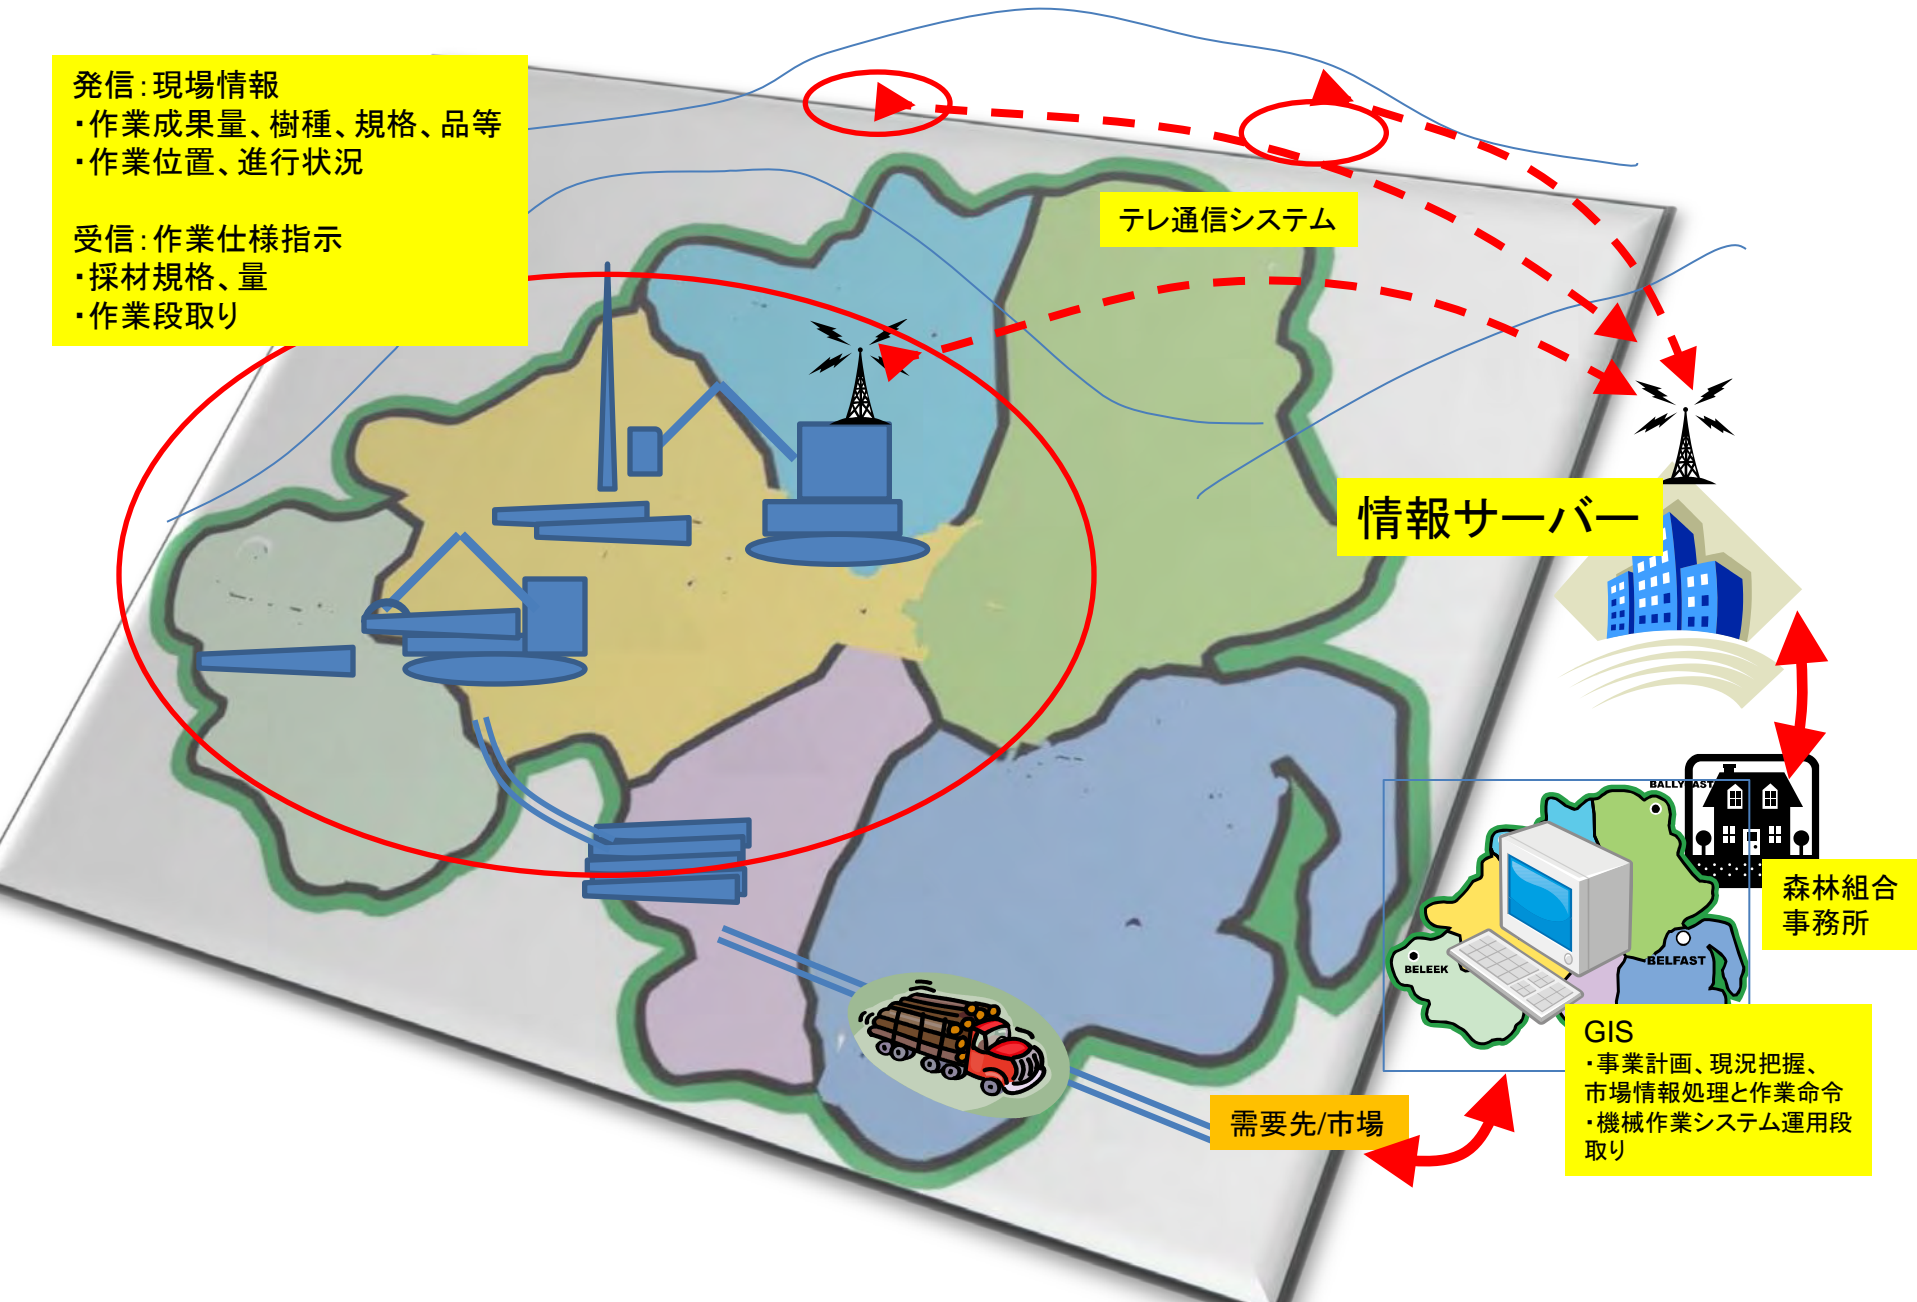 発信：現場情報
・作業成果量、樹種、規格、品等
・作業位置、進行状況
受信：作業仕様指示
・採材規格、量
・作業段取り
テレ通信システム
情報サーバー
BALLYCAST
森林組合
事務所
BELEEK
BELFAST
GIS
・事業計画、現況把握、
市場情報処理と作業命令
・機械作業システム運用段
取り
需要先/市場